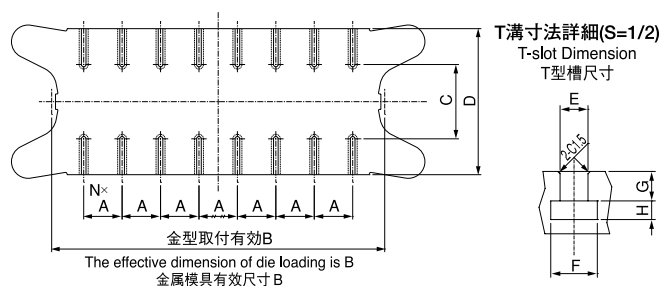 T溝寸法詳細(S=1/2)
T-slot Dimension
T型槽尺寸
E
2-C1.5
G
H
F
C
D
N×
A A A A A A A
金型取付有効B
The effective dimension of die loading is B
金属模具有效尺寸B